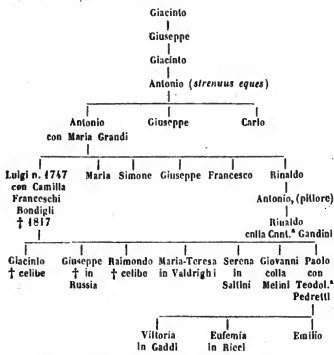 Giacinto
Giuseppe
Giacinto
Antonio (strenuus eques)
Antonio Giuseppe Carlo
con Maria Grandi
Luigi n. 1747 Maria Simone Giuseppe Francesco Rinaldo
con Camilla
Franceschi Antonio, (pittore)
Bondigli
† 1817 Rinaldo
colla Cont.ª Gandini
Giacinto Giuseppe Raimondo Maria-Teresa Serena Giovanni Paolo
† celibe † in † celibe in Valdrighi in colla con
Russia Saltini Melini Teodol.ª
Pedretti
Vittoria Eufemia Emilio
in Gaddi in Ricci